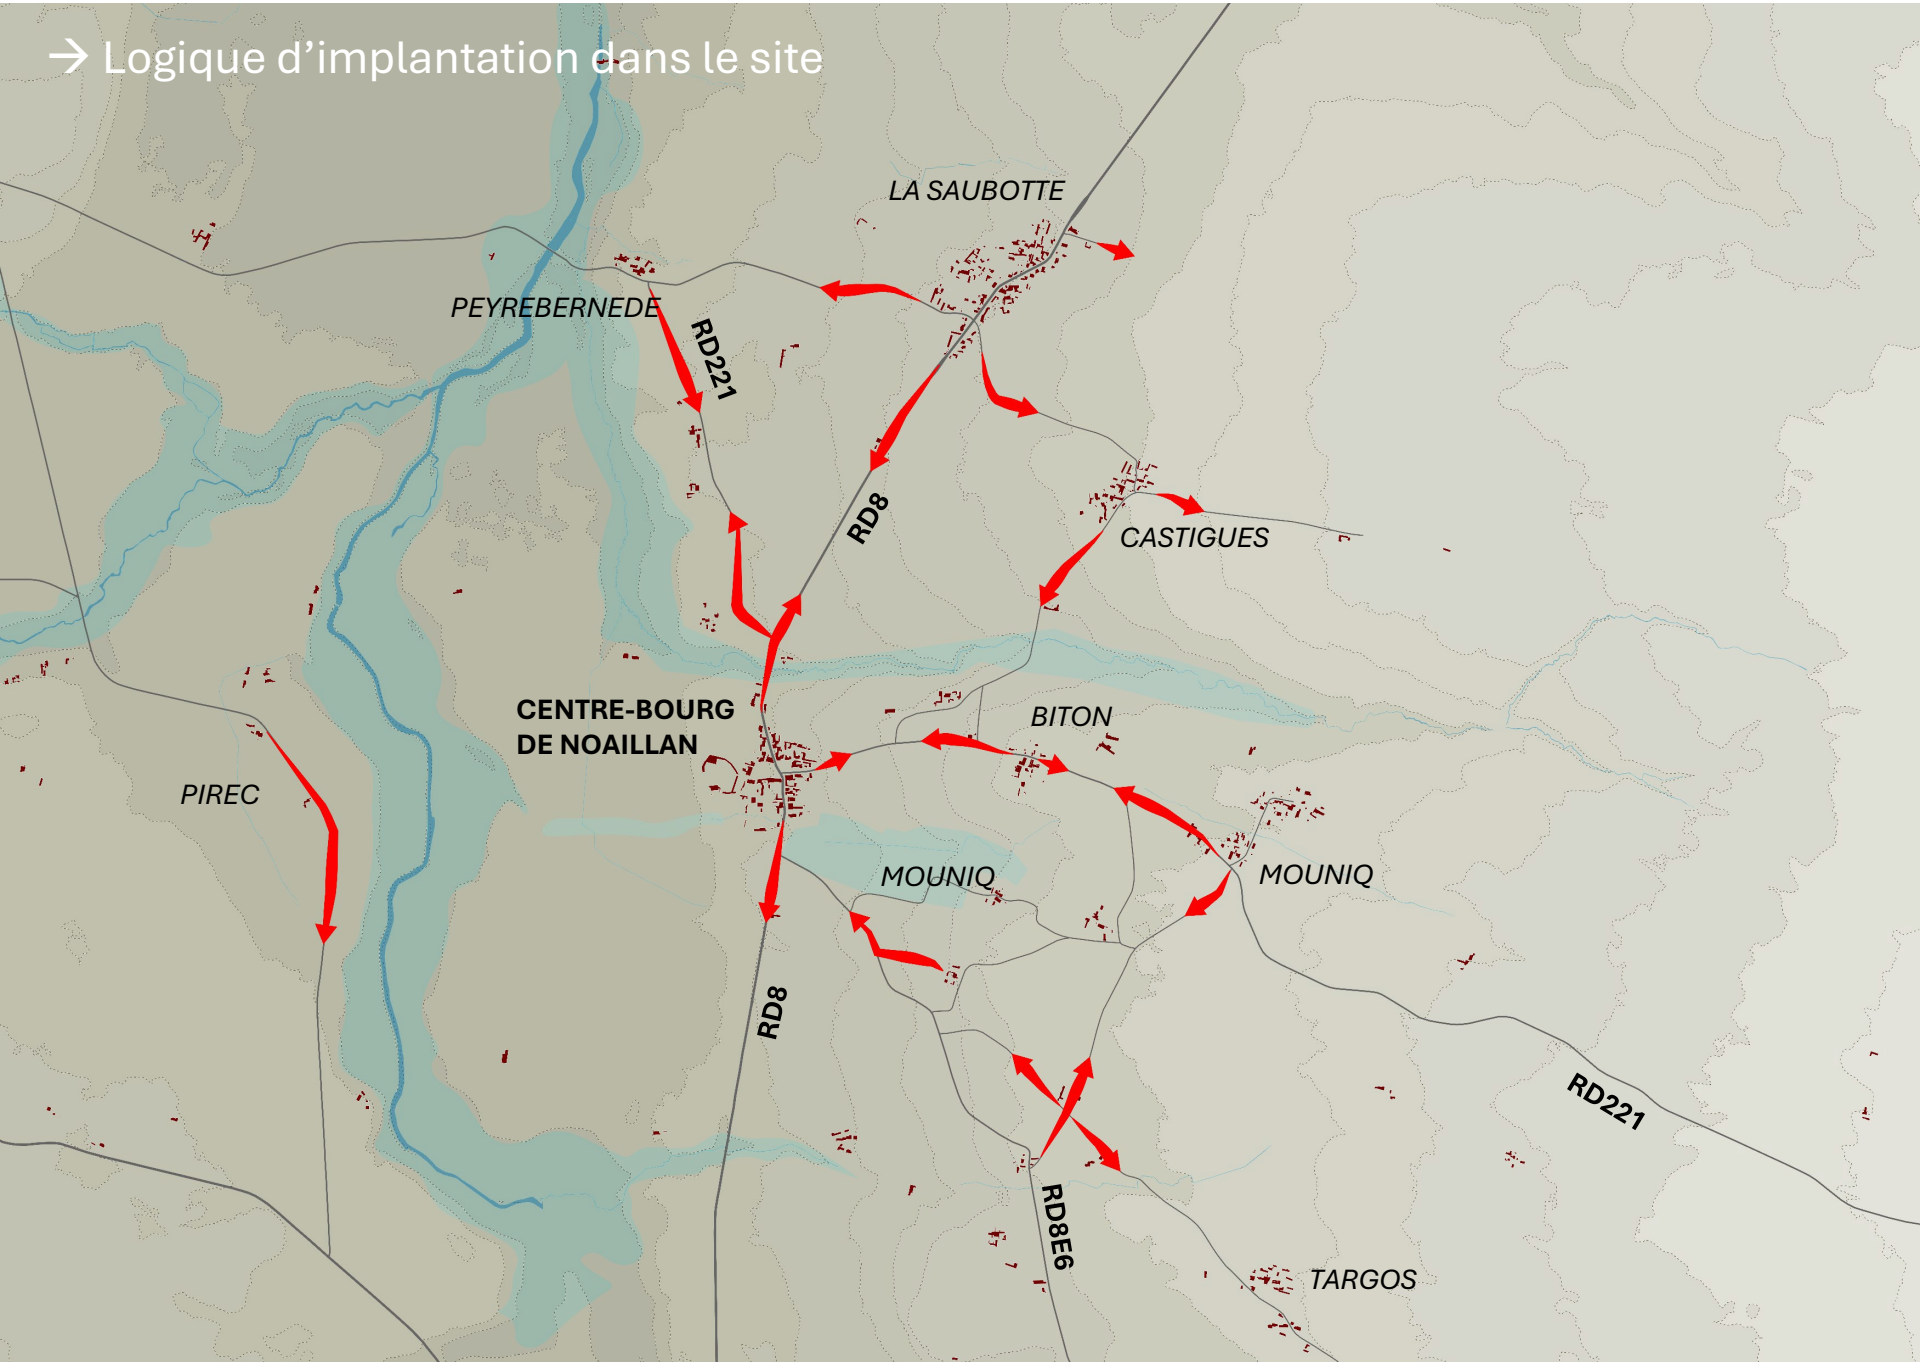 → Logique d’implantation dans le site
LA SAUBOTTE
PEYREBERNEDE
RD221
RD8
CASTIGUES
CENTRE-BOURG
DE NOAILLAN
BITON
PIREC
MOUNIQ
MOUNIQ
RD8
RD221
RD8E6
TARGOS